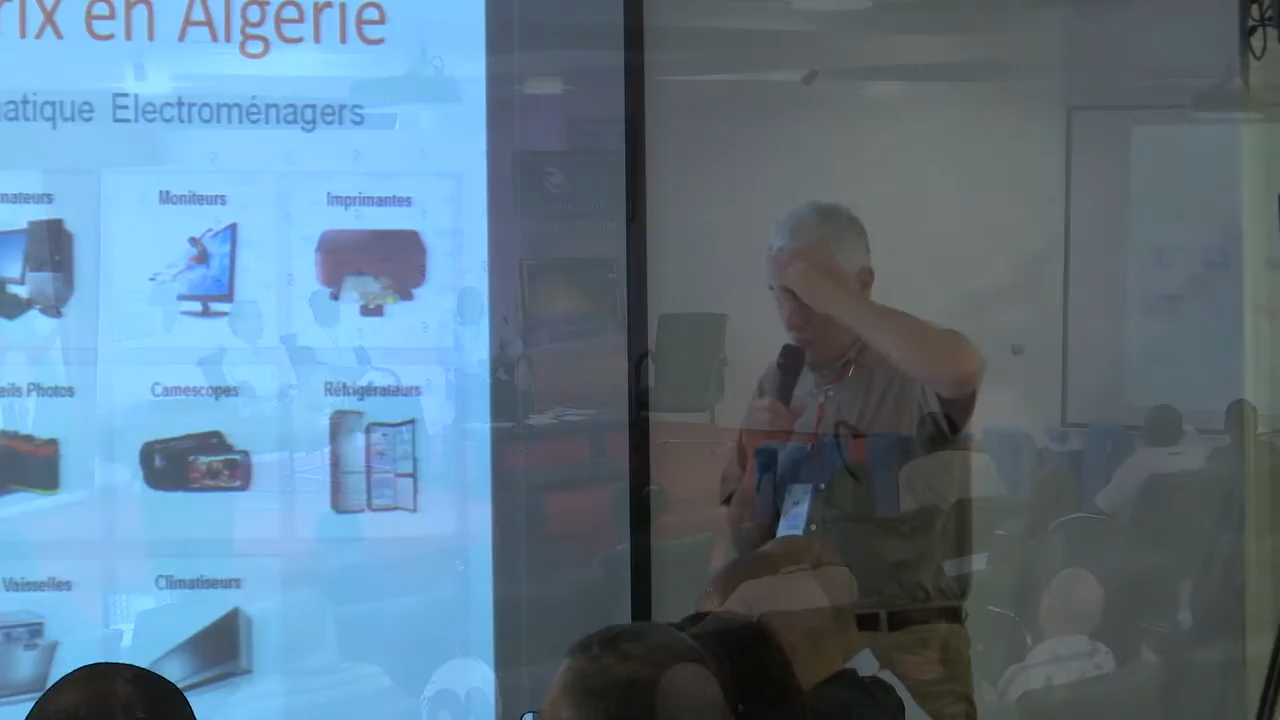 rix en Algérie
atique Electroménagers
nateurs Moniteurs Imprimantes
eils Photos Camescopes Réfrigérateurs
Vaisselles Climatiseurs